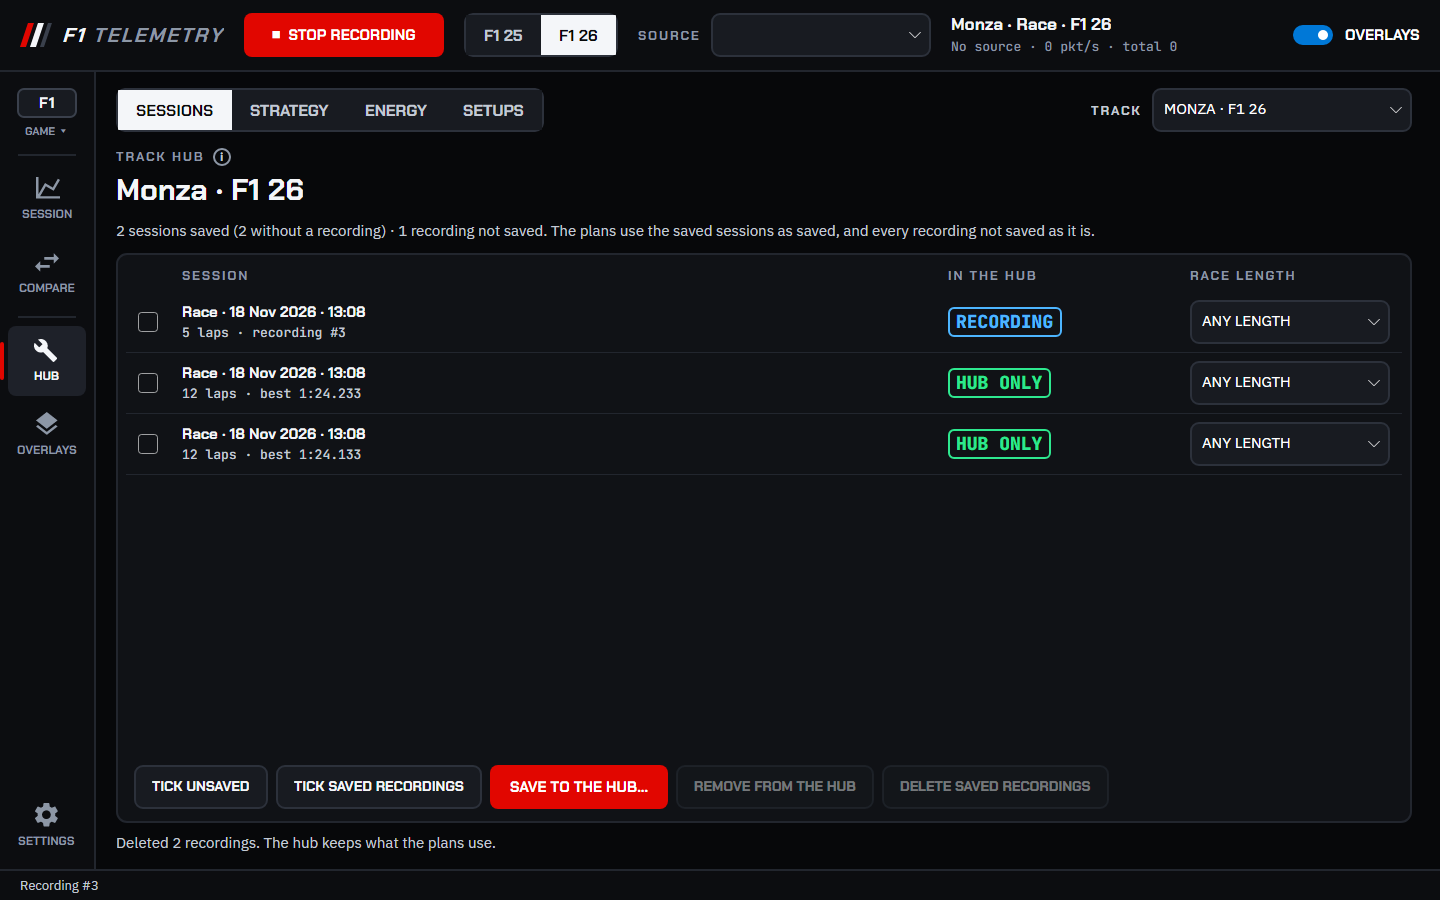 F1 TELEMETRY
STOP RECORDING
F1 25
F1 26
SOURCE
Monza · Race · F1 26
No source · 0 pkt/s · total 0
OVERLAYS
F1
GAME
SESSION
COMPARE
HUB
OVERLAYS
SETTINGS
SESSIONS
STRATEGY
ENERGY
SETUPS
TRACK
MONZA · F1 26
TRACK HUB
Monza · F1 26
2 sessions saved (2 without a recording) · 1 recording not saved. The plans use the saved sessions as saved, and every recording not saved as it is.
SESSION
IN THE HUB
RACE LENGTH
Race · 18 Nov 2026 · 13:08
5 laps · recording #3
RECORDING
ANY LENGTH
Race · 18 Nov 2026 · 13:08
12 laps · best 1:24.233
HUB ONLY
ANY LENGTH
Race · 18 Nov 2026 · 13:08
12 laps · best 1:24.133
HUB ONLY
ANY LENGTH
TICK UNSAVED
TICK SAVED RECORDINGS
SAVE TO THE HUB...
REMOVE FROM THE HUB
DELETE SAVED RECORDINGS
Deleted 2 recordings. The hub keeps what the plans use.
Recording #3